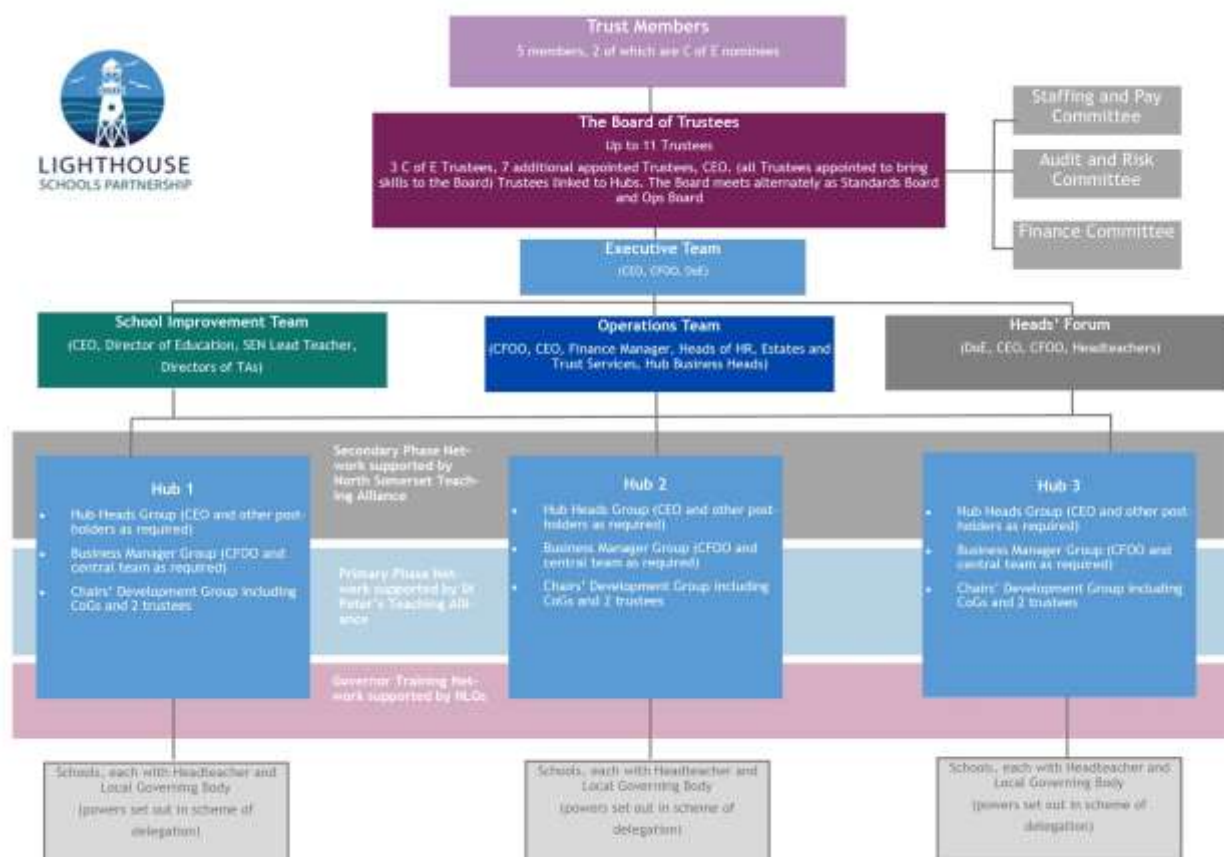 LIGHTHOUSE
SCHOOLS PARTNERSHIP
Trust Members
5 members, 2 of which are C of E nominees
The Board of Trustees
Up to 11 Trustees
3 C of E Trustees, 7 additional appointed Trustees, CEO, (all Trustees appointed to bring
skills to the Board) Trustees linked to Hubs. The Board meets alternately as Standards Board
and Ops Board
Staffing and Pay
Committee
Audit and Risk
Committee
Finance Committee
Executive Team
(CEO, CFOO, DoE)
School Improvement Team
(CEO, Director of Education, SEN Lead Teacher,
Directors of TAs)
Operations Team
(CFOO, CEO, Finance Manager, Heads of HR, Estates and
Trust Services, Hub Business Heads)
Heads' Forum
(DoE, CEO, CFOO, Headteachers)
Secondary Phase Net-
work supported by
North Somerset Teach-
ing Alliance
Primary Phase Net-
work supported by St
Peter's Teaching Alli-
ance
Governor Training Net-
work supported by NLGs
Hub 1
• Hub Heads Group (CEO and other post-
holders as required)
• Business Manager Group (CFOO and
central team as required)
• Chairs' Development Group including
CoGs and 2 trustees
Hub 2
• Hub Heads Group (CEO and other post-
holders as required)
• Business Manager Group (CFOO and
central team as required)
• Chairs' Development Group including
CoGs and 2 trustees
Hub 3
• Hub Heads Group (CEO and other post-
holders as required)
• Business Manager Group (CFOO and
central team as required)
• Chairs' Development Group including
CoGs and 2 trustees
Schools, each with Headteacher and
Local Governing Body
(powers set out in scheme of
delegation)
Schools, each with Headteacher and
Local Governing Body
(powers set out in scheme of
delegation)
Schools, each with Headteacher and
Local Governing Body
(powers set out in scheme of
delegation)